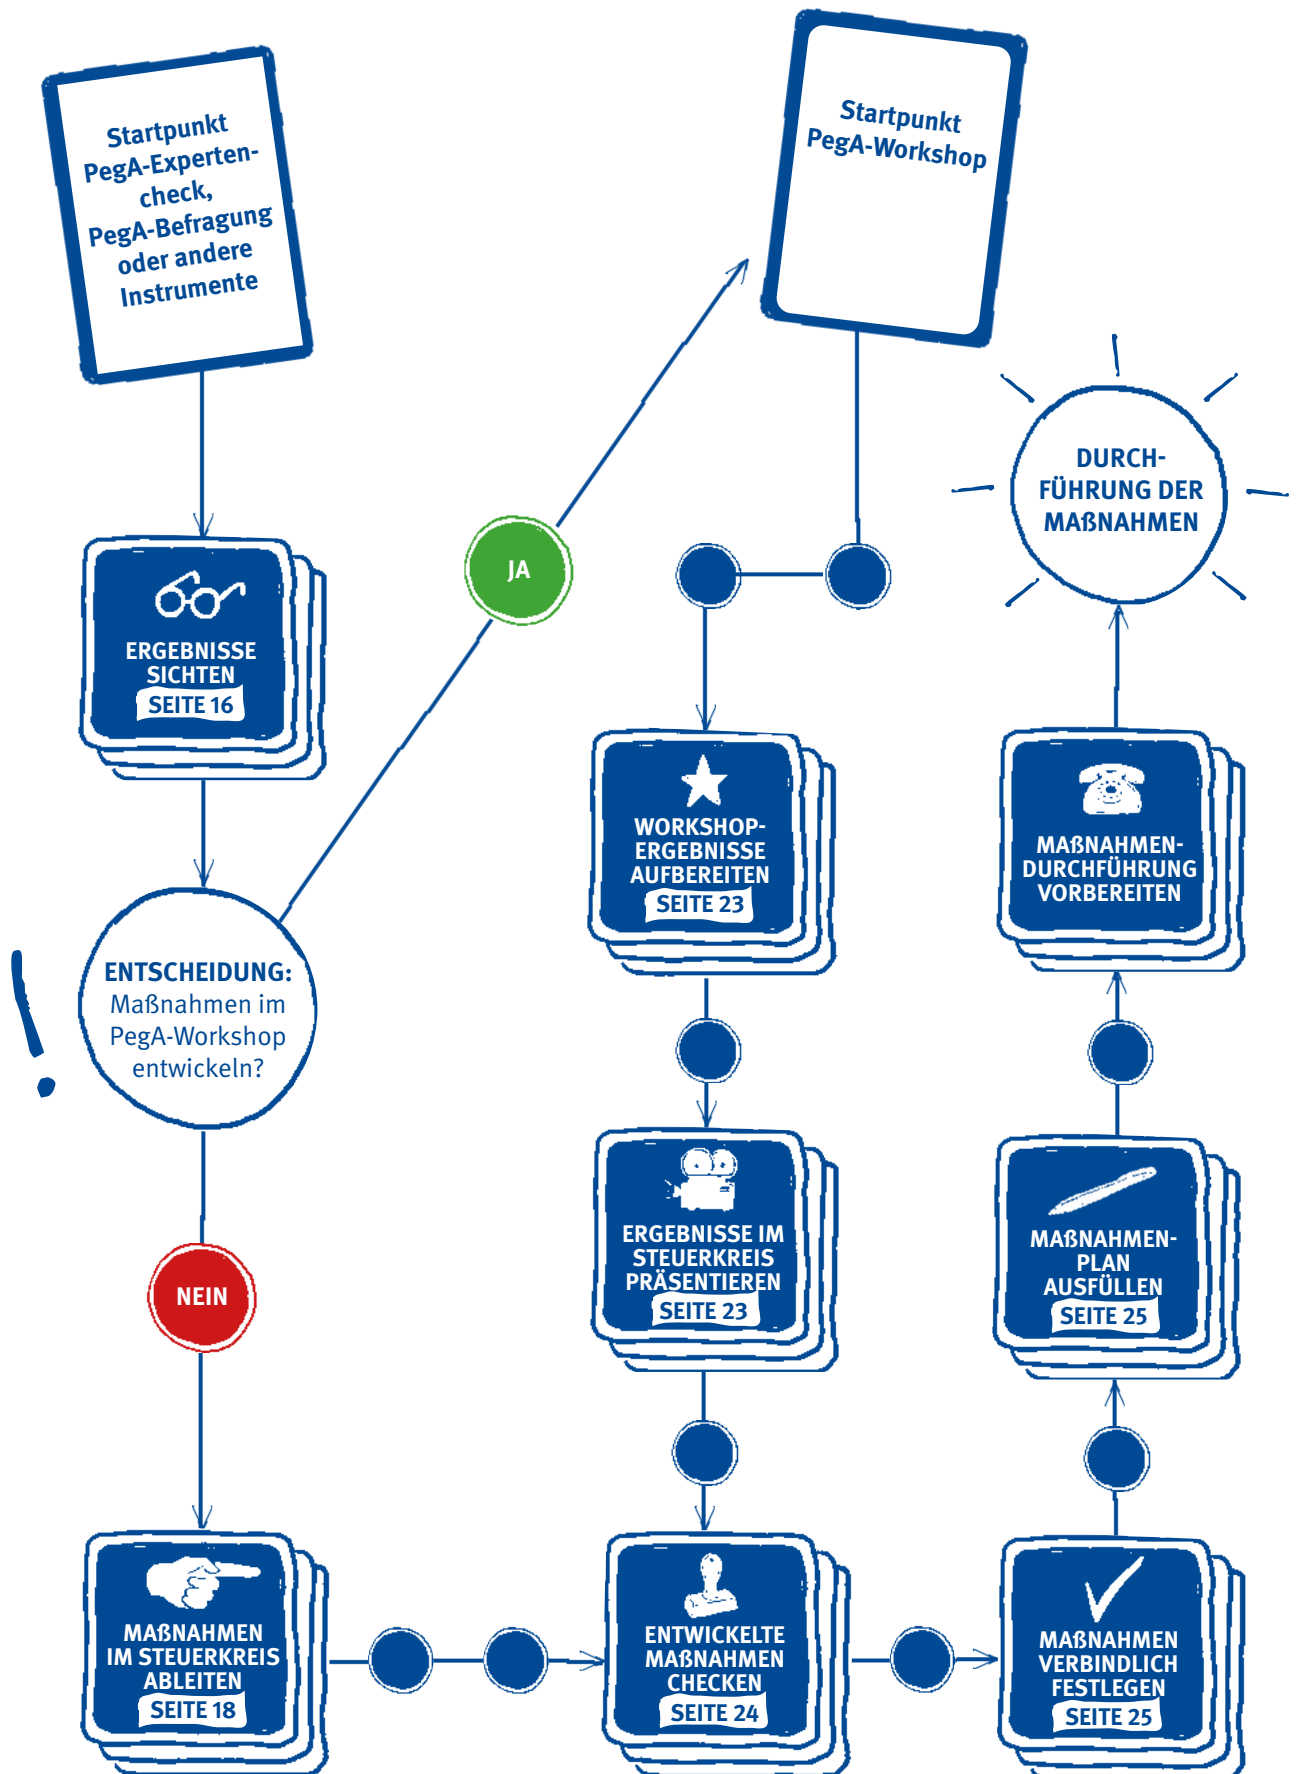 Startpunkt
PegA-Experten-
check,
PegA-Befragung
oder andere
Instrumente
Startpunkt
PegA-Workshop
JA
DURCH-
FÜHRUNG DER
MAßNAHMEN
ERGEBNISSE
SICHTEN
SEITE 16
WORKSHOP-
ERGEBNISSE
AUFBEREITEN
SEITE 23
MAßNAHMEN-
DURCHFÜHRUNG
VORBEREITEN
!
ENTSCHEIDUNG:
Maßnahmen im
PegA-Workshop
entwickeln?
NEIN
ERGEBNISSE IM
STEUERKREIS
PRÄSENTIEREN
SEITE 23
MAßNAHMEN-
PLAN
AUSFÜLLEN
SEITE 25
MAßNAHMEN
IM STEUERKREIS
ABLEITEN
SEITE 18
ENTWICKELTE
MAßNAHMEN
CHECKEN
SEITE 24
MAßNAHMEN
VERBINDLICH
FESTLEGEN
SEITE 25